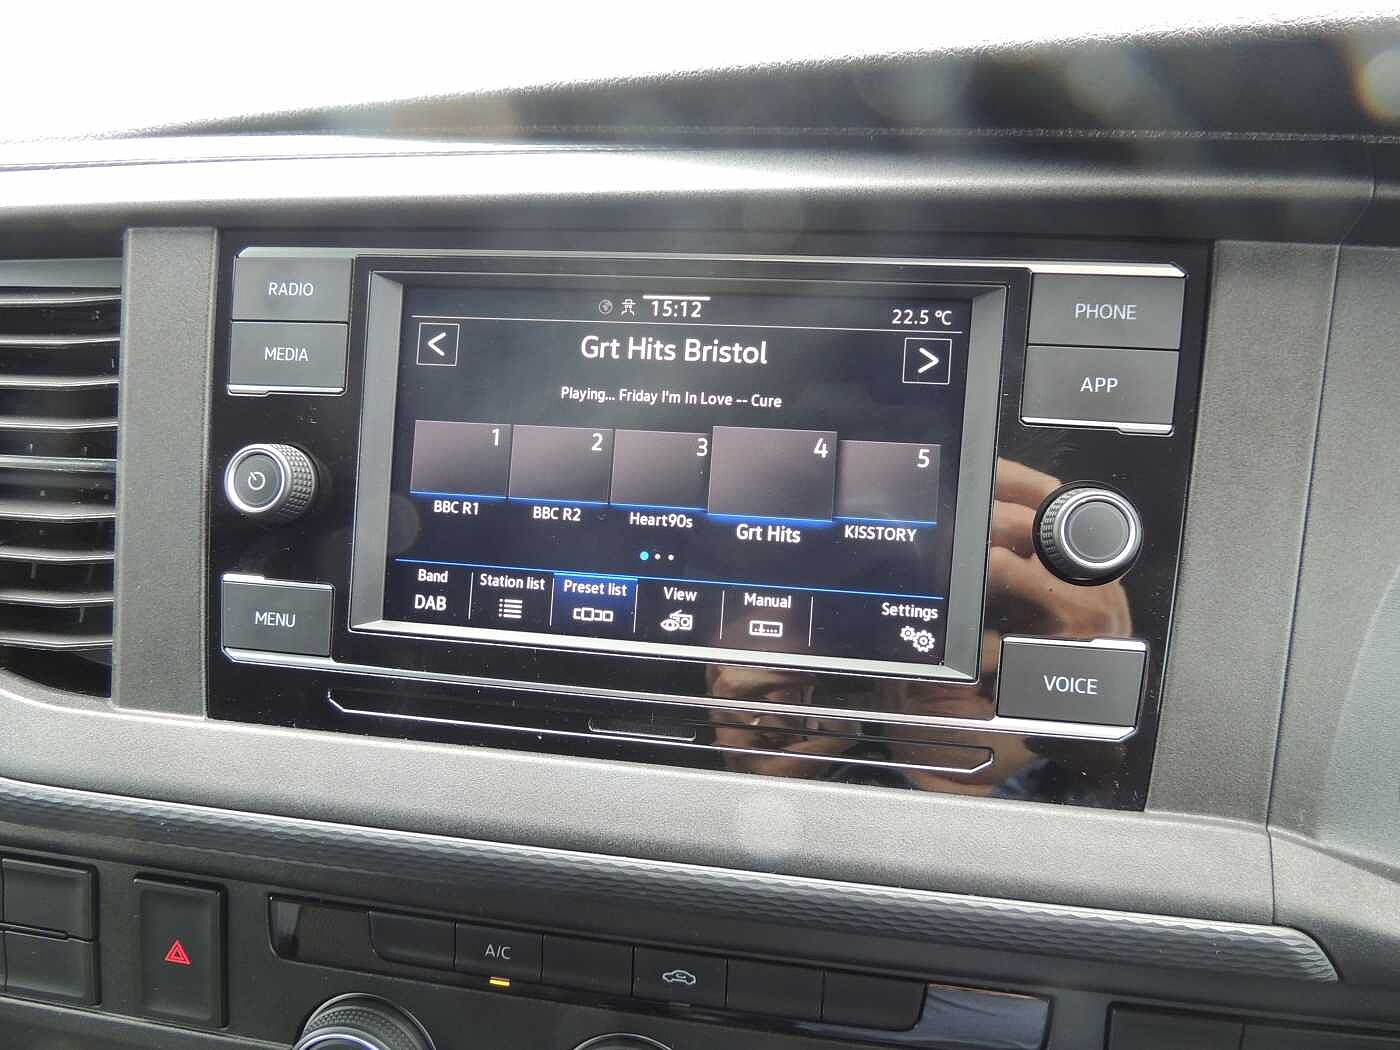 RADIO
MEDIA
MENU
15:12
22.5 °C
<
Grt Hits Bristol
>
Playing... Friday I'm In Love -- Cure
1
2
3
4
5
BBC R1
BBC R2
Heart90s
Grt Hits
KISSTORY
Band
DAB
Station list
Preset list
View
Manual
Settings
PHONE
APP
VOICE
A/C